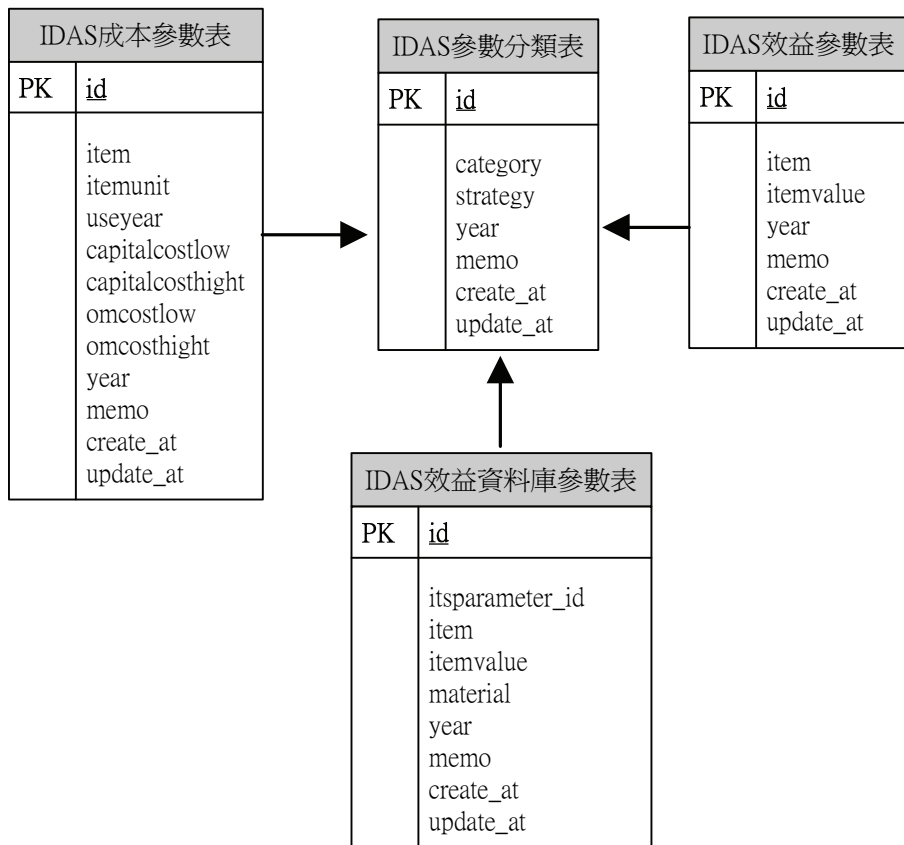 IDAS成本參數表
PK id
item
itemunit
useyear
capitalcostlow
capitalcosthight
omcostlow
omcosthight
year
memo
create_at
update_at
IDAS參數分類表
PK id
category
strategy
year
memo
create_at
update_at
IDAS效益參數表
PK id
item
itemvalue
year
memo
create_at
update_at
IDAS效益資料庫參數表
PK id
itsparameter_id
item
itemvalue
material
year
memo
create_at
update_at